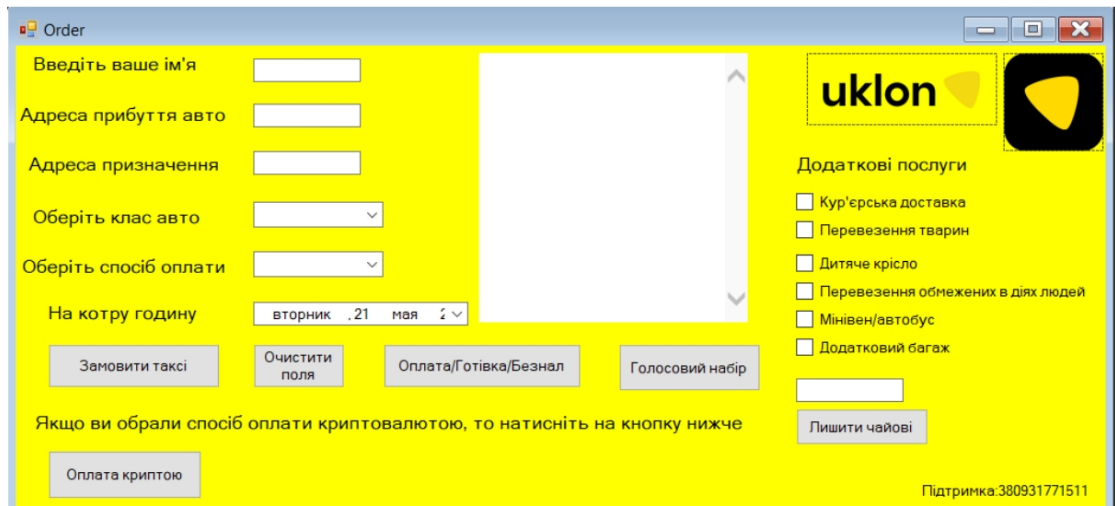 Order
Введіть ваше ім'я
Адреса прибуття авто
Адреса призначення
Оберіть клас авто
Оберіть спосіб оплати
На котру годину
вторник , 21 мая 2
Замовити таксі
Очистити
поля
Оплата/Готівка/Безнал
Голосовий набір
Якщо ви обрали спосіб оплати криптовалютою, то натисніть на кнопку нижче
Оплата криптою
uklon
Додаткові послуги
Кур'єрська доставка
Перевезення тварин
Дитяче крісло
Перевезення обмежених в діях людей
Мінівен/автобус
Додатковий багаж
Лишити чайові
Підтримка:380931771511